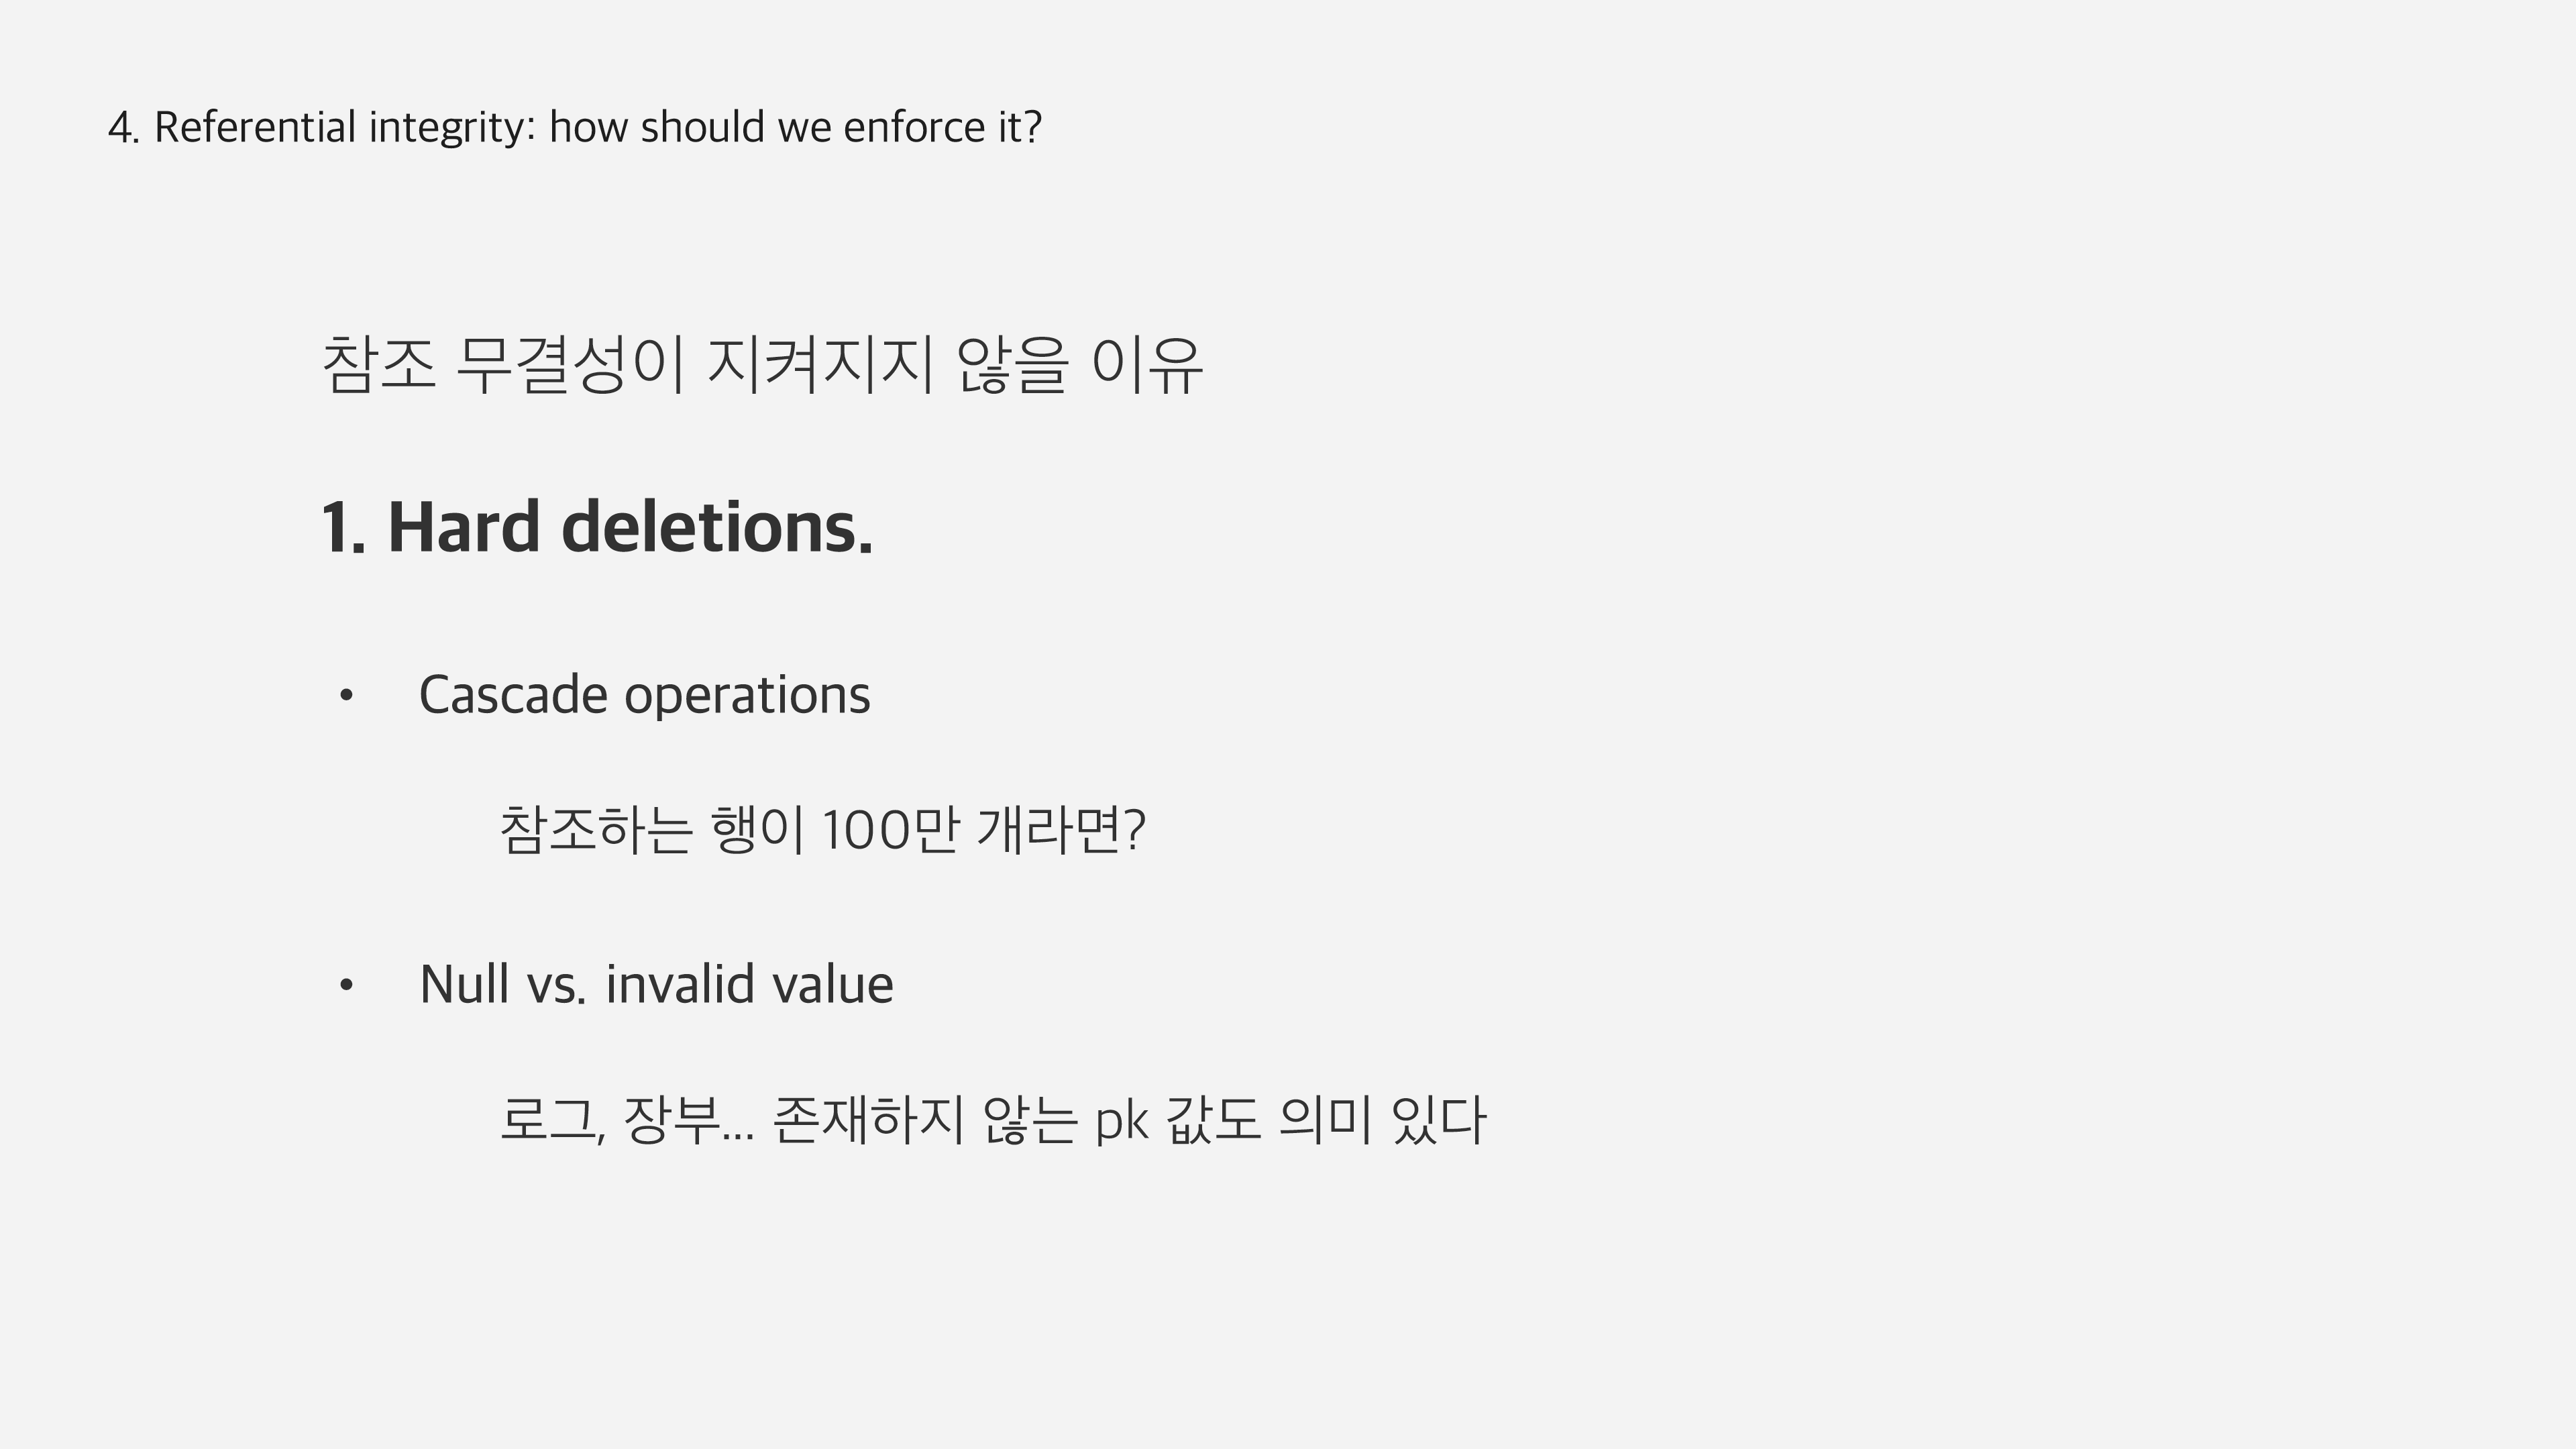 4. Referential integrity: how should we enforce it?
참조 무결성이 지켜지지 않을 이유
1. Hard deletions.
• Cascade operations
참조하는 행이 100만 개라면?
• Null vs. invalid value
로그, 장부... 존재하지 않는 pk 값도 의미 있다